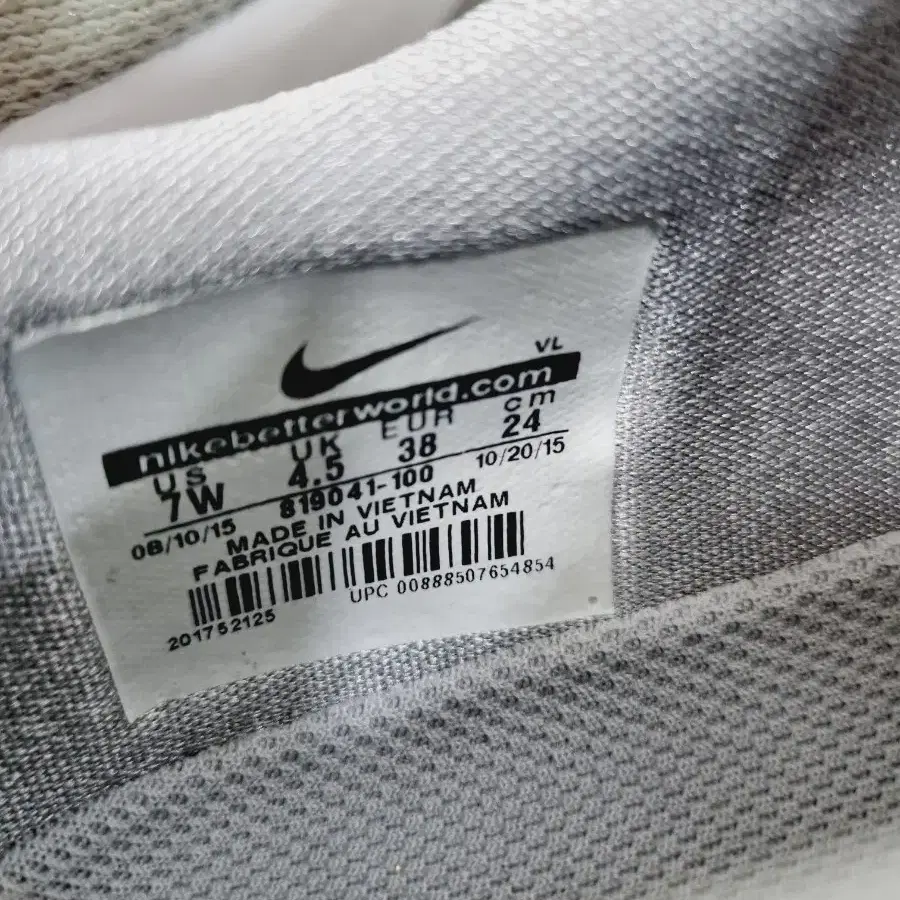 VL
nikebetterworld.com
US UK EUR cm
7W 4.5 38 24
08/10/15 819041-100 10/20/15
MADE IN VIETNAM
FABRIQUE AU VIETNAM
201752125 UPC 00888507654854